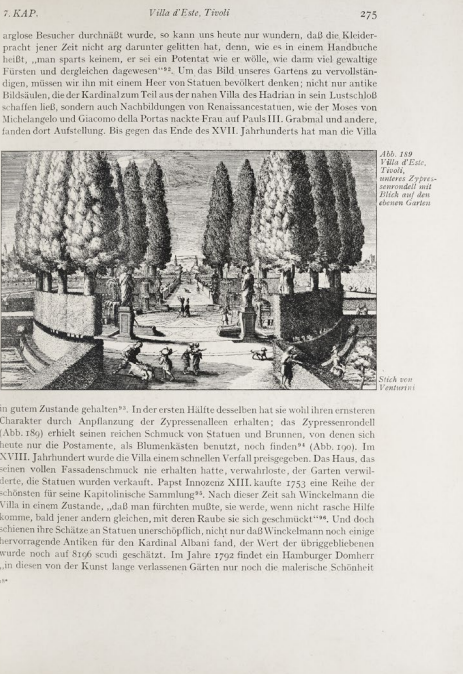 7. KAP. Villa d'Este, Tivoli 275
arglose Besucher durchnäßt wurde, so kann uns heute nur wundern, daß die Kleider-
pracht jener Zeit nicht arg darunter gelitten hat, denn, wie es in einem Handbuche
heißt, „man sparts keinem, er sei ein Potentat wie er wölle, wie dann viel gewaltige
Fürsten und dergleichen dagewesen"⁹². Um das Bild unseres Gartens zu vervollstän-
digen, müssen wir ihn mit einem Heer von Statuen bevölkert denken; nicht nur antike
Bildsäulen, die der Kardinal zum Teil aus der nahen Villa des Hadrian in sein Lustschloß
schaffen ließ, sondern auch Nachbildungen von Renaissancestatuen, wie der Moses von
Michelangelo und Giacomo della Portas nackte Frau auf Pauls III. Grabmal und andere,
fanden dort Aufstellung. Bis gegen das Ende des XVII. Jahrhunderts hat man die Villa
Abb. 189
Villa d'Este,
Tivoli,
unteres Zypres-
senrondell mit
Blick auf den
ebenen Garten
Stich von
Venturini
in gutem Zustande gehalten⁹³. In der ersten Hälfte desselben hat sie wohl ihren ernsteren
Charakter durch Anpflanzung der Zypressenalleen erhalten; das Zypressenrondell
(Abb. 189) erhielt seinen reichen Schmuck von Statuen und Brunnen, von denen sich
heute nur die Postamente, als Blumenkästen benutzt, noch finden⁹⁴ (Abb. 190). Im
XVIII. Jahrhundert wurde die Villa einem schnellen Verfall preisgegeben. Das Haus, das
seinen vollen Fassadenschmuck nie erhalten hatte, verwahrloste, der Garten verwil-
derte, die Statuen wurden verkauft. Papst Innozenz XIII. kaufte 1753 eine Reihe der
schönsten für seine Kapitolinische Sammlung⁹⁵. Nach dieser Zeit sah Winckelmann die
Villa in einem Zustande, „daß man fürchten mußte, sie werde, wenn nicht rasche Hilfe
komme, bald jener andern gleichen, mit deren Raube sie sich geschmückt"⁹⁶. Und doch
schienen ihre Schätze an Statuen unerschöpflich, nicht nur daß Winckelmann noch einige
hervorragende Antiken für den Kardinal Albani fand, der Wert der übriggebliebenen
wurde noch auf 8196 scudi geschätzt. Im Jahre 1792 findet ein Hamburger Domherr
„in diesen von der Kunst lange verlassenen Gärten nur noch die malerische Schönheit